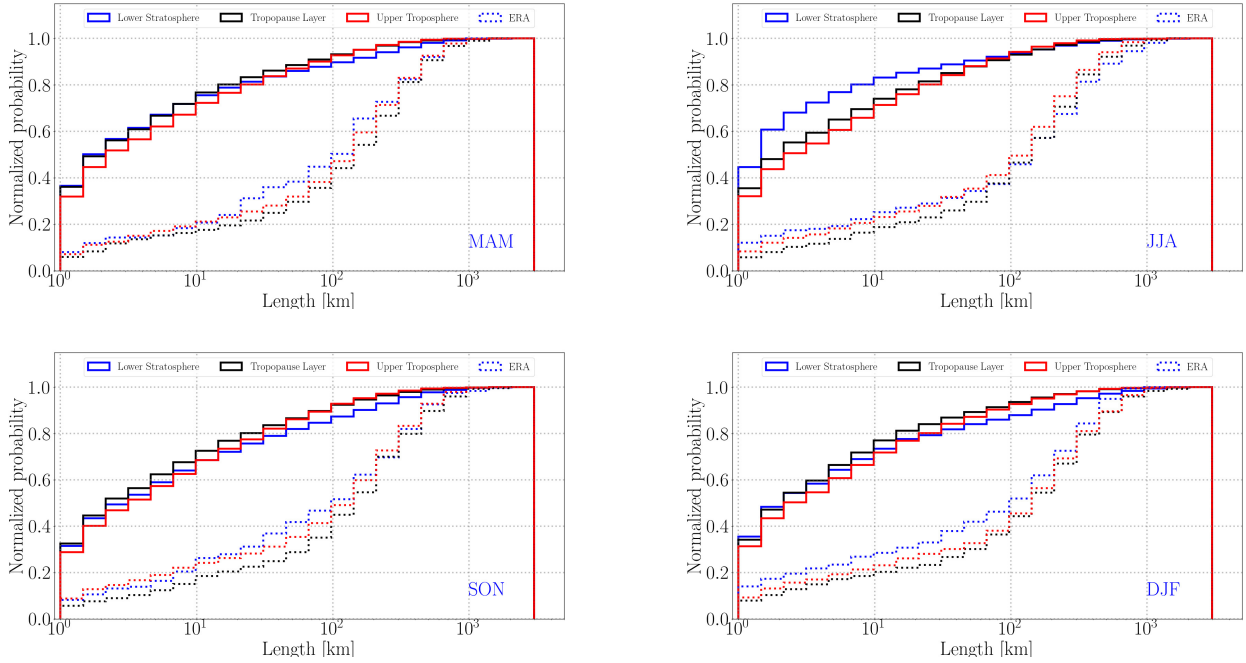 Lower Stratosphere Tropopause Layer Upper Troposphere ERA
1.0
0.8
0.6
0.4
0.2
0.0
Normalized probability
MAM
10^0 10^1 10^2 10^3
Length [km]
Lower Stratosphere Tropopause Layer Upper Troposphere ERA
1.0
0.8
0.6
0.4
0.2
0.0
Normalized probability
JJA
10^0 10^1 10^2 10^3
Length [km]
Lower Stratosphere Tropopause Layer Upper Troposphere ERA
1.0
0.8
0.6
0.4
0.2
0.0
Normalized probability
SON
10^0 10^1 10^2 10^3
Length [km]
Lower Stratosphere Tropopause Layer Upper Troposphere ERA
1.0
0.8
0.6
0.4
0.2
0.0
Normalized probability
DJF
10^0 10^1 10^2 10^3
Length [km]